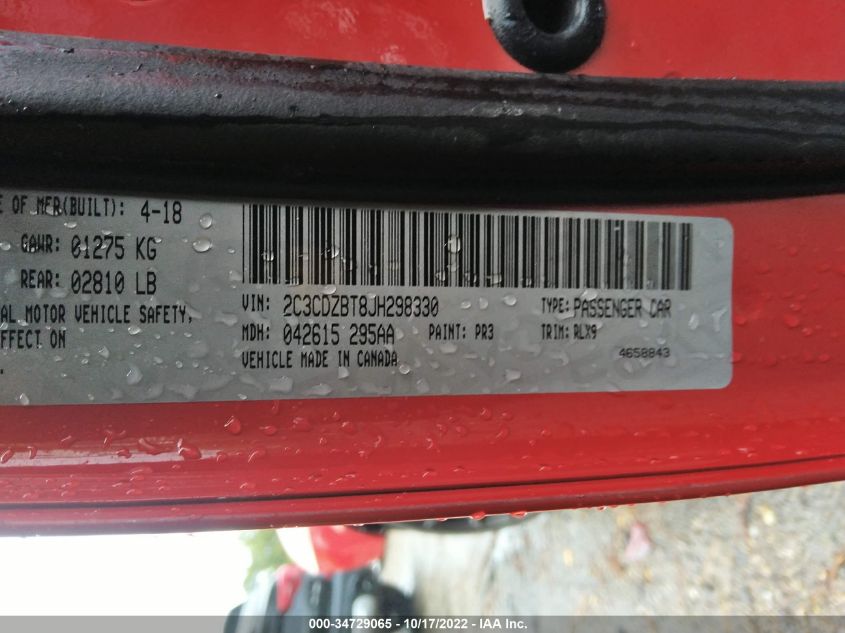 E OF MFR(BUILT): 4-18
GAWR: 01275 KG
REAR: 02810 LB
AL MOTOR VEHICLE SAFETY,
EFFECT ON
VIN: 2C3CDZBT8JH298330 TYPE: PASSENGER CAR
MDH: 042615 295AA PAINT: PR3 TRIM: RLX9
VEHICLE MADE IN CANADA
4658843
000-34729065 - 10/17/2022 - IAA Inc.